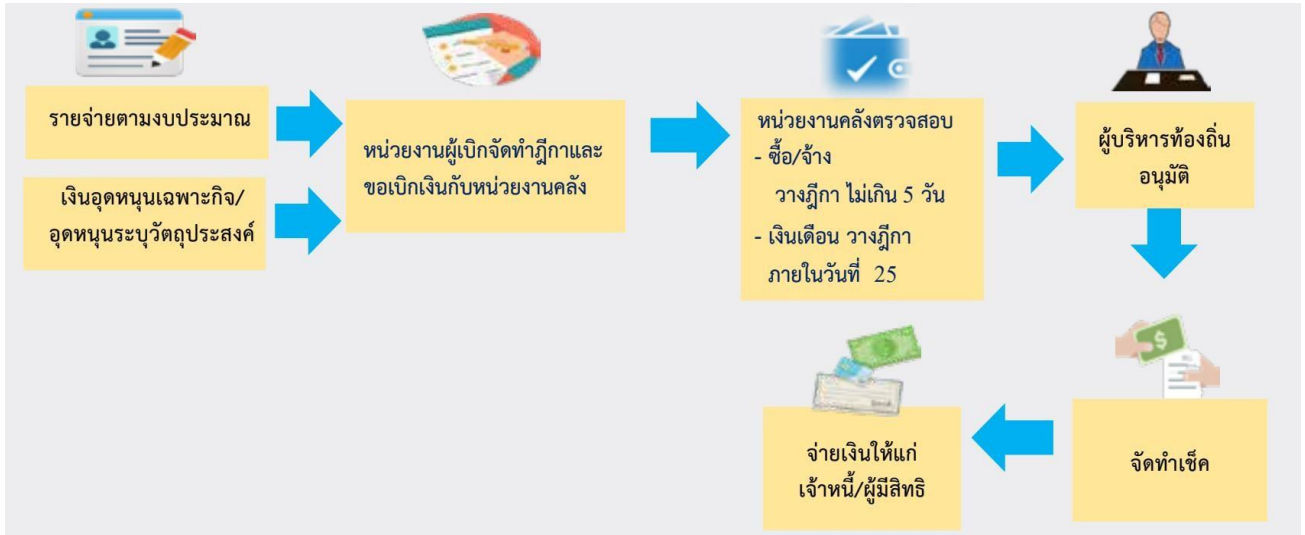 รายจ่ายตามงบประมาณ
เงินอุดหนุนเฉพาะกิจ/
อุดหนุนระบุวัตถุประสงค์
หน่วยงานผู้เบิกจัดทำฎีกาและ
ขอเบิกเงินกับหน่วยงานคลัง
หน่วยงานคลังตรวจสอบ
- ซื้อ/จ้าง
วางฎีกา ไม่เกิน 5 วัน
- เงินเดือน วางฎีกา
ภายในวันที่ 25
ผู้บริหารท้องถิ่น
อนุมัติ
จัดทำเช็ค
จ่ายเงินให้แก่
เจ้าหนี้/ผู้มีสิทธิ